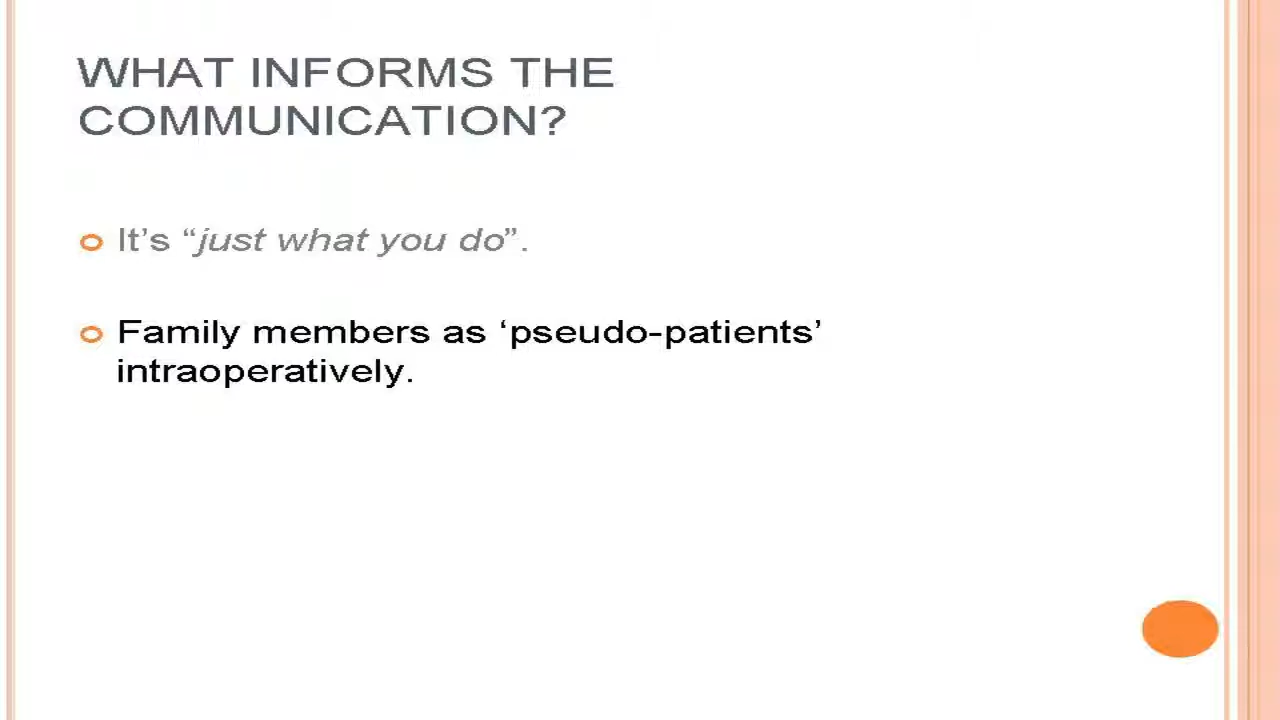 WHAT INFORMS THE
COMMUNICATION?
It’s “just what you do”.
Family members as ‘pseudo-patients’
intraoperatively.